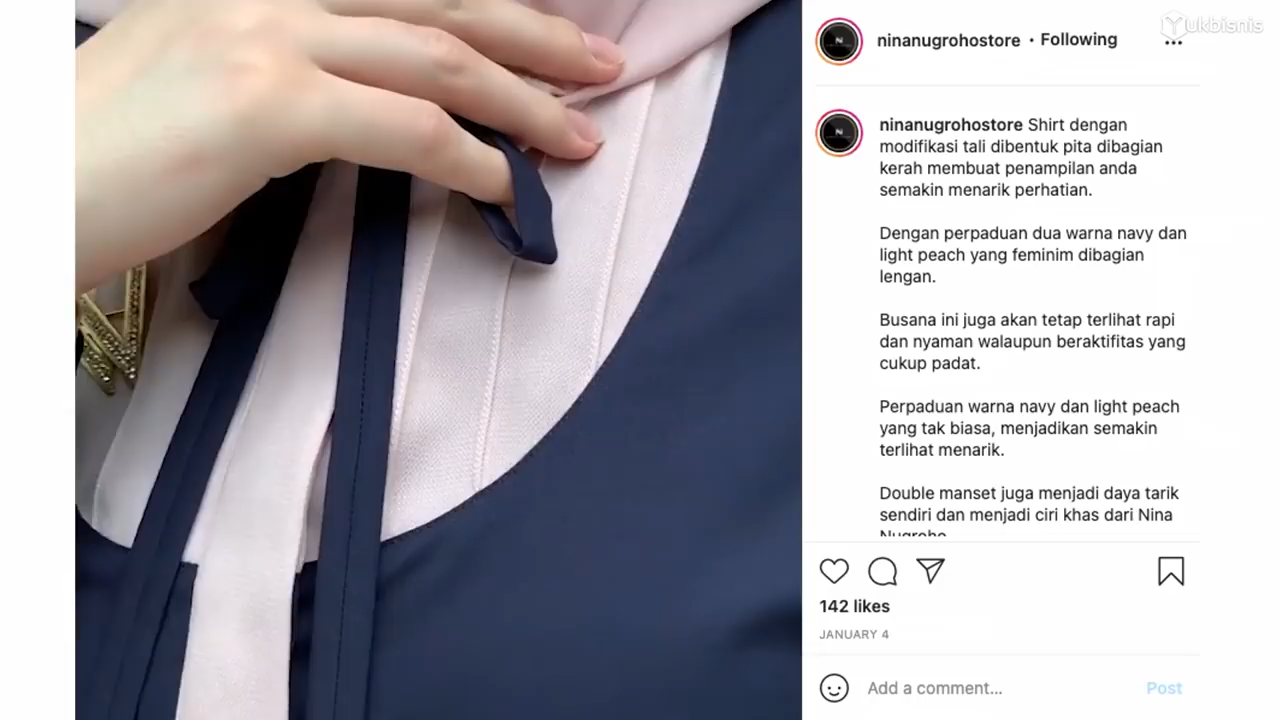 Yukbisnis
ninanugrohostore • Following
ninanugrohostore Shirt dengan
modifikasi tali dibentuk pita dibagian
kerah membuat penampilan anda
semakin menarik perhatian.
Dengan perpaduan dua warna navy dan
light peach yang feminim dibagian
lengan.
Busana ini juga akan tetap terlihat rapi
dan nyaman walaupun beraktifitas yang
cukup padat.
Perpaduan warna navy dan light peach
yang tak biasa, menjadikan semakin
terlihat menarik.
Double manset juga menjadi daya tarik
sendiri dan menjadi ciri khas dari Nina
Nugroho
142 likes
JANUARY 4
Add a comment...
Post